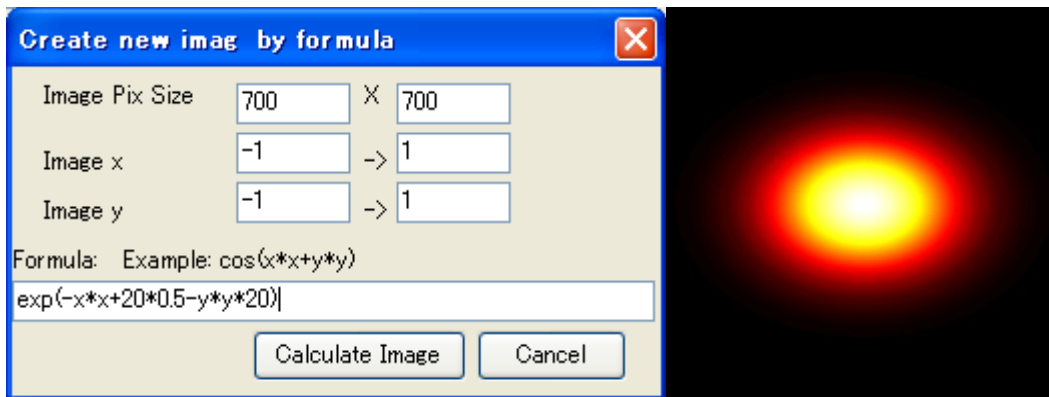 Create new imag by formula
Image Pix Size 700 X 700
Image x -1 -> 1
Image y -1 -> 1
Formula: Example: cos(x*x+y*y)
exp(-x*x+20*0.5-y*y*20)
Calculate Image Cancel